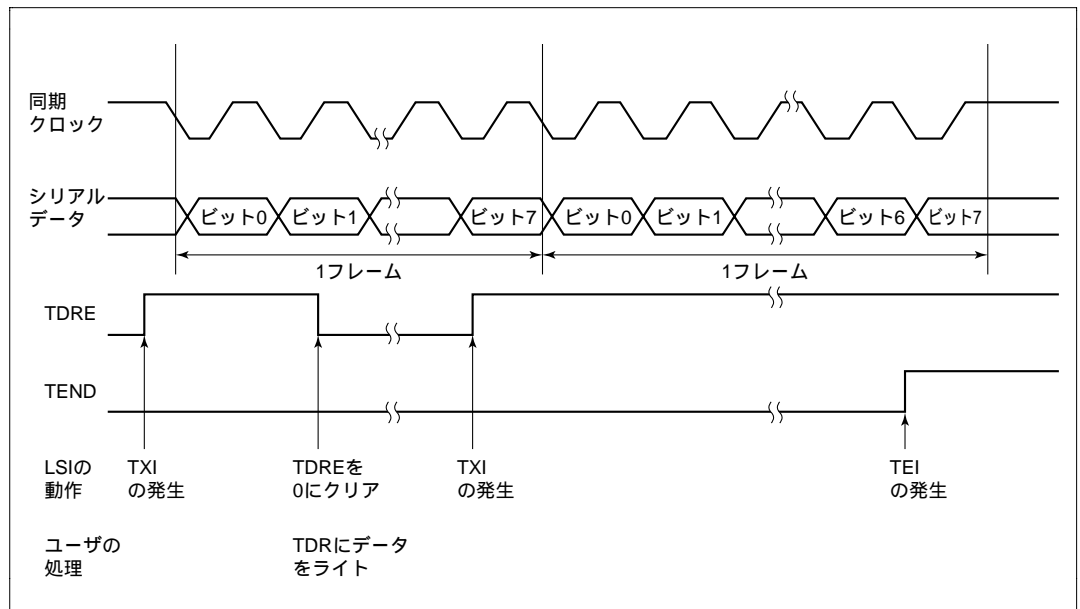 同期
クロック
シリアル
データ
ビット0 ビット1 ビット7 ビット0 ビット1 ビット6 ビット7
1フレーム 1フレーム
TDRE
TEND
LSIの
動作
TXI
の発生
TDREを
0にクリア
TXI
の発生
TEI
の発生
ユーザの
処理
TDRにデータ
をライト